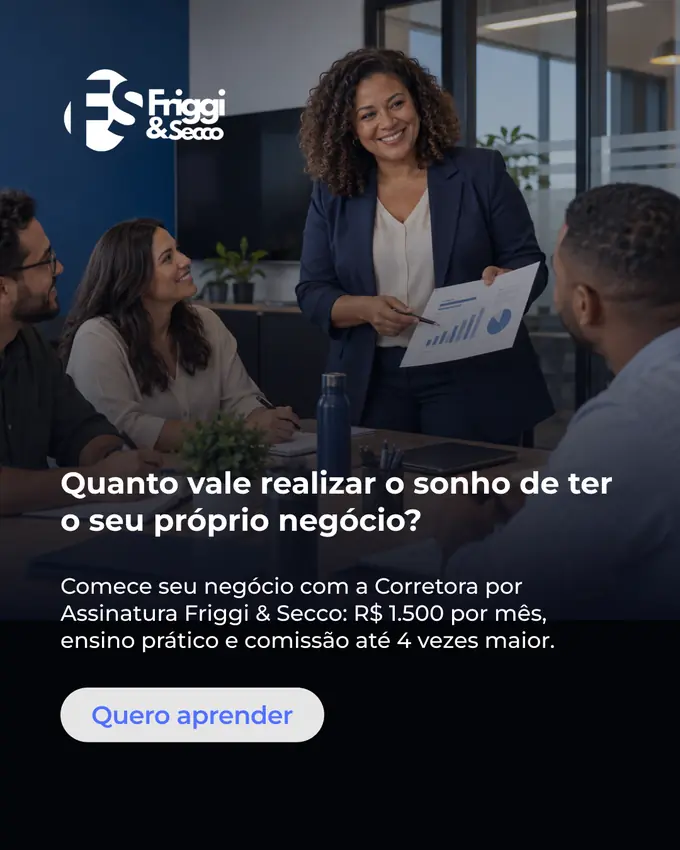 FS Friggi
& Secco
Quanto vale realizar o sonho de ter
o seu próprio negócio?
Comece seu negócio com a Corretora por
Assinatura Friggi & Secco: R$ 1.500 por mês,
ensino prático e comissão até 4 vezes maior.
Quero aprender